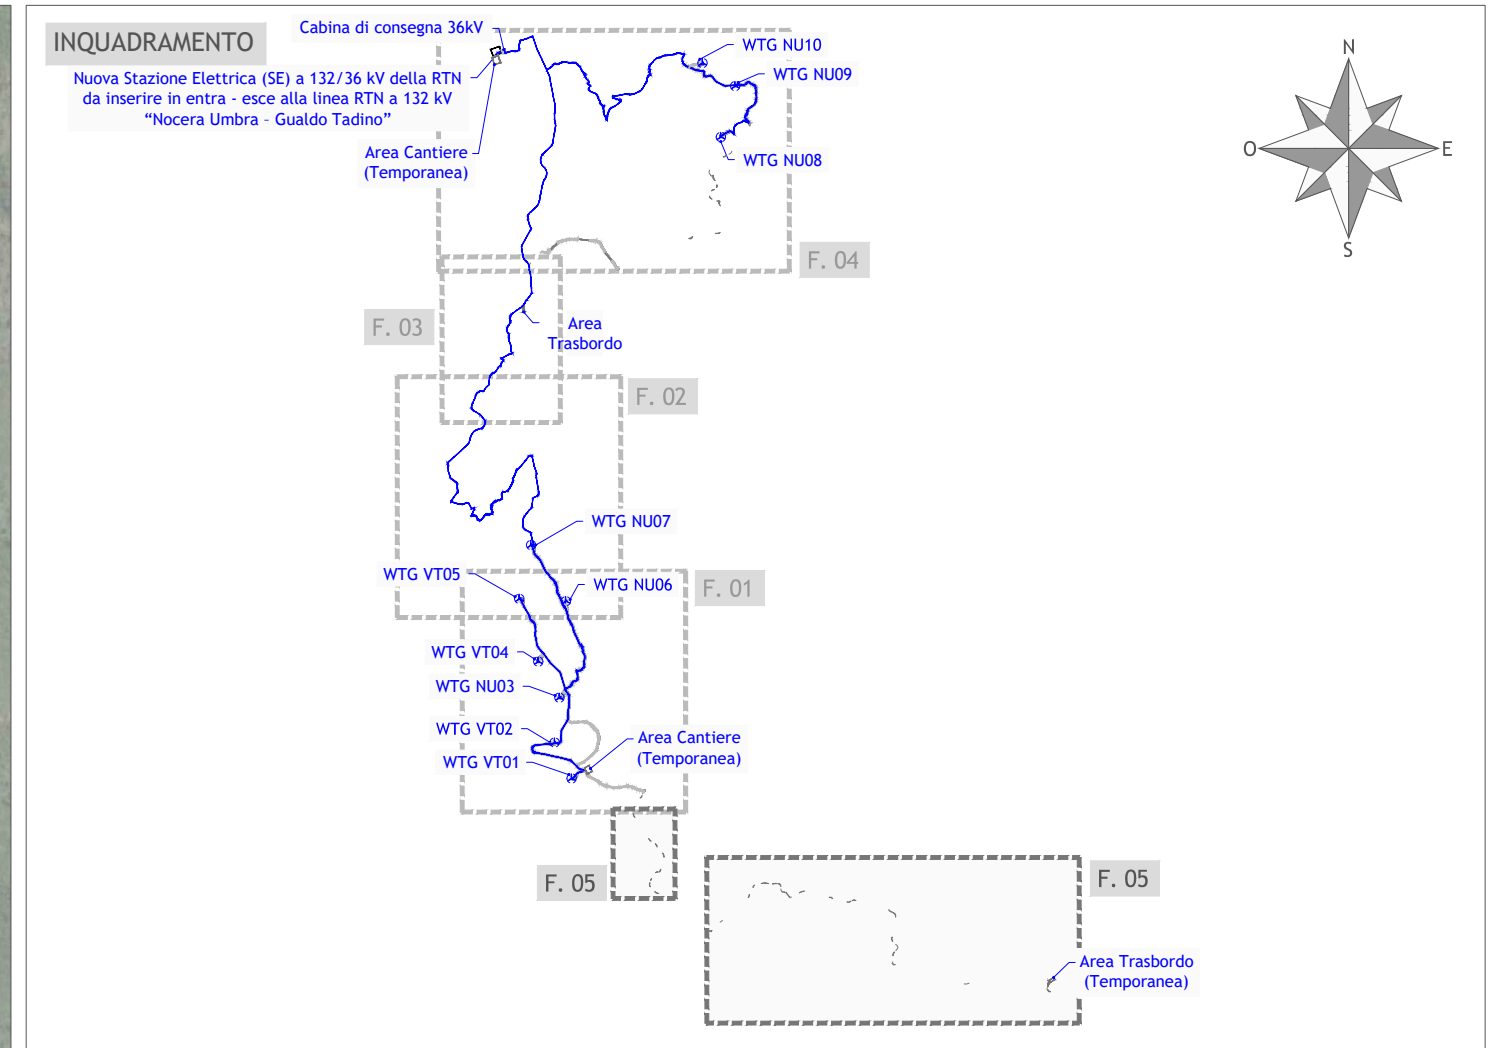 INQUADRAMENTO
Cabina di consegna 36kV
Nuova Stazione Elettrica (SE) a 132/36 kV della RTN
da inserire in entra - esce alla linea RTN a 132 kV
“Nocera Umbra - Gualdo Tadino”
Area Cantiere
(Temporanea)
WTG NU10
WTG NU09
WTG NU08
N
O
E
S
F. 04
F. 03
Area
Trasbordo
F. 02
WTG NU07
WTG VT05
WTG NU06
F. 01
WTG VT04
WTG NU03
WTG VT02
WTG VT01
Area Cantiere
(Temporanea)
F. 05
F. 05
Area Trasbordo
(Temporanea)